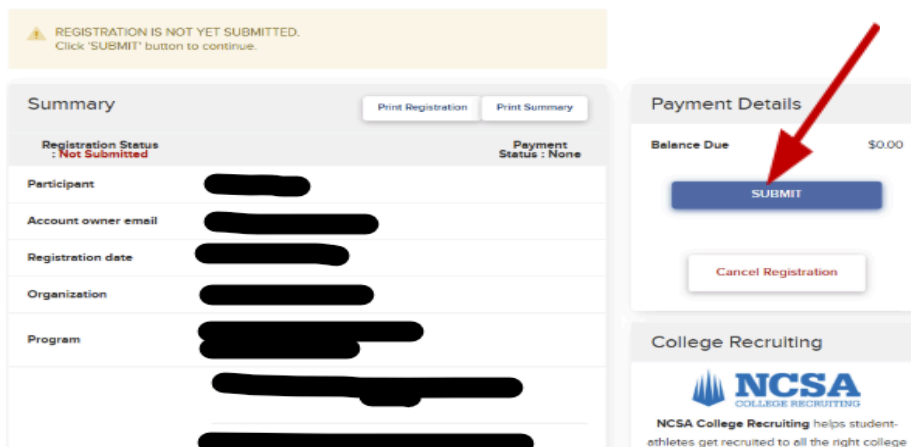 REGISTRATION IS NOT YET SUBMITTED.
Click 'SUBMIT' button to continue.
Summary
Print Registration
Print Summary
Registration Status
: Not Submitted
Payment
Status : None
Participant
Account owner email
Registration date
Organization
Program
Payment Details
Balance Due
$0.00
SUBMIT
Cancel Registration
College Recruiting
NCSA
COLLEGE RECRUITING
NCSA College Recruiting helps student-
athletes get recruited to all the right college